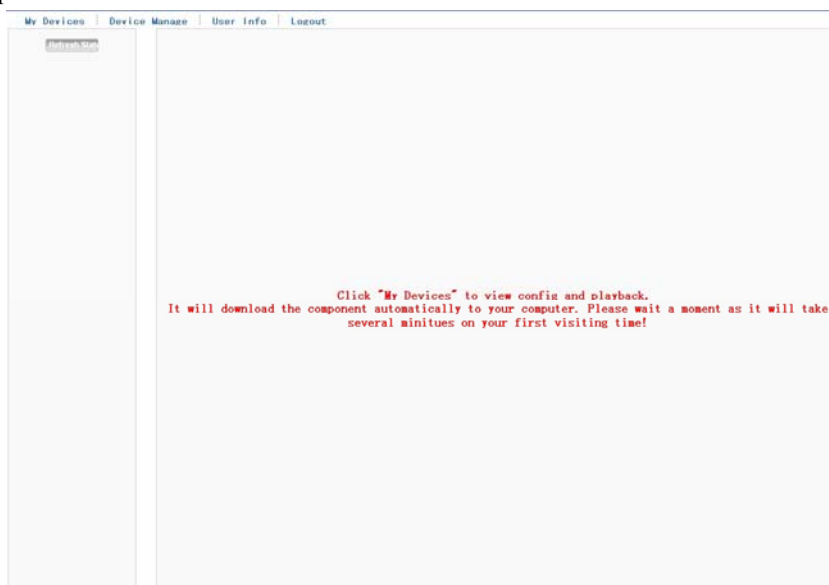 My Devices | Device Manage | User Info | Logout
Refresh State
Click "My Devices" to view config and playback.
It will download the component automatically to your computer. Please wait a moment as it will take
several minitues on your first visiting time!